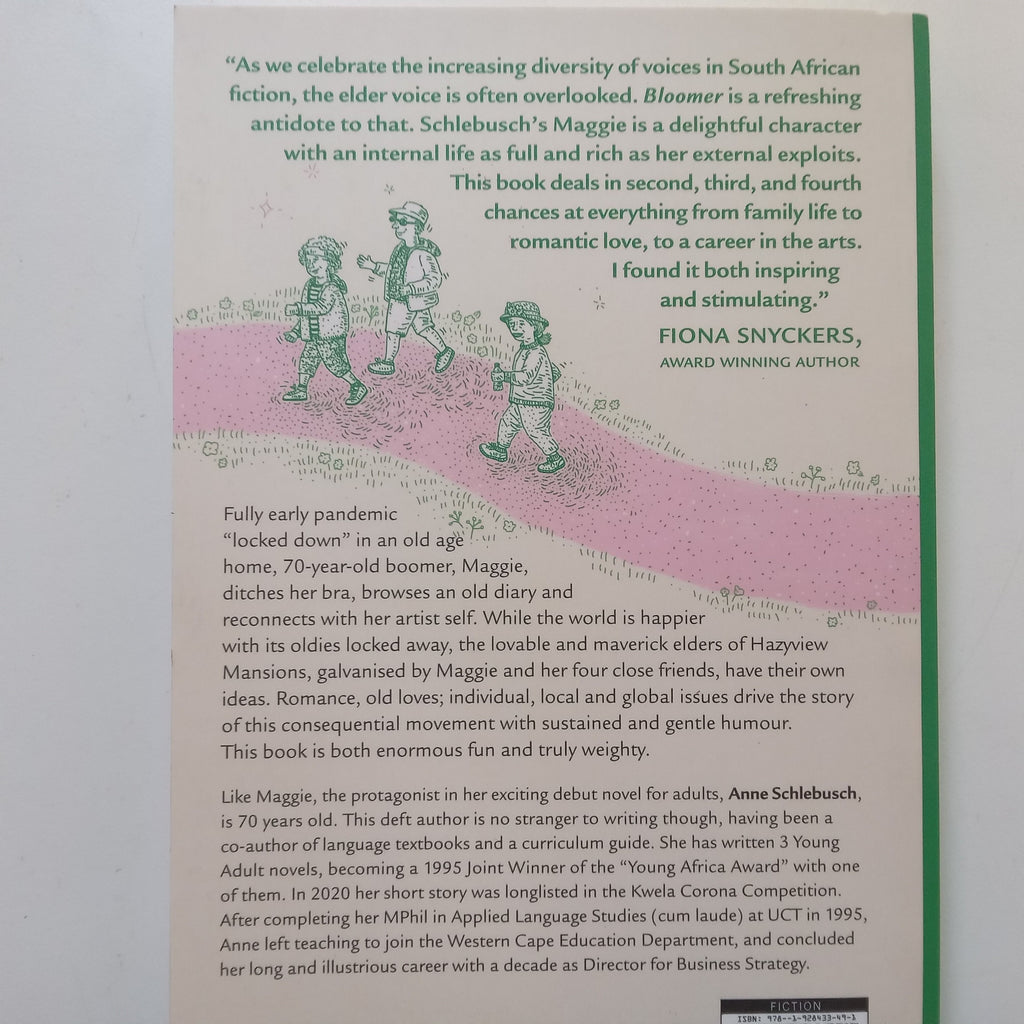 “As we celebrate the increasing diversity of voices in South African
fiction, the elder voice is often overlooked. Bloomer is a refreshing
antidote to that. Schlebusch’s Maggie is a delightful character
with an internal life as full and rich as her external exploits.
This book deals in second, third, and fourth
chances at everything from family life to
romantic love, to a career in the arts.
I found it both inspiring
and stimulating.”
FIONA SNYCKERS,
AWARD WINNING AUTHOR
Fully early pandemic
“locked down” in an old age
home, 70-year-old boomer, Maggie,
ditches her bra, browses an old diary and
reconnects with her artist self. While the world is happier
with its oldies locked away, the lovable and maverick elders of Hazyview
Mansions, galvanised by Maggie and her four close friends, have their own
ideas. Romance, old loves; individual, local and global issues drive the story
of this consequential movement with sustained and gentle humour.
This book is both enormous fun and truly weighty.
Like Maggie, the protagonist in her exciting debut novel for adults, Anne Schlebusch,
is 70 years old. This deft author is no stranger to writing though, having been a
co-author of language textbooks and a curriculum guide. She has written 3 Young
Adult novels, becoming a 1995 Joint Winner of the “Young Africa Award” with one
of them. In 2020 her short story was longlisted in the Kwela Corona Competition.
After completing her MPhil in Applied Language Studies (cum laude) at UCT in 1995,
Anne left teaching to join the Western Cape Education Department, and concluded
her long and illustrious career with a decade as Director for Business Strategy.
FICTION
ISBN: 978--1-928433-49-1